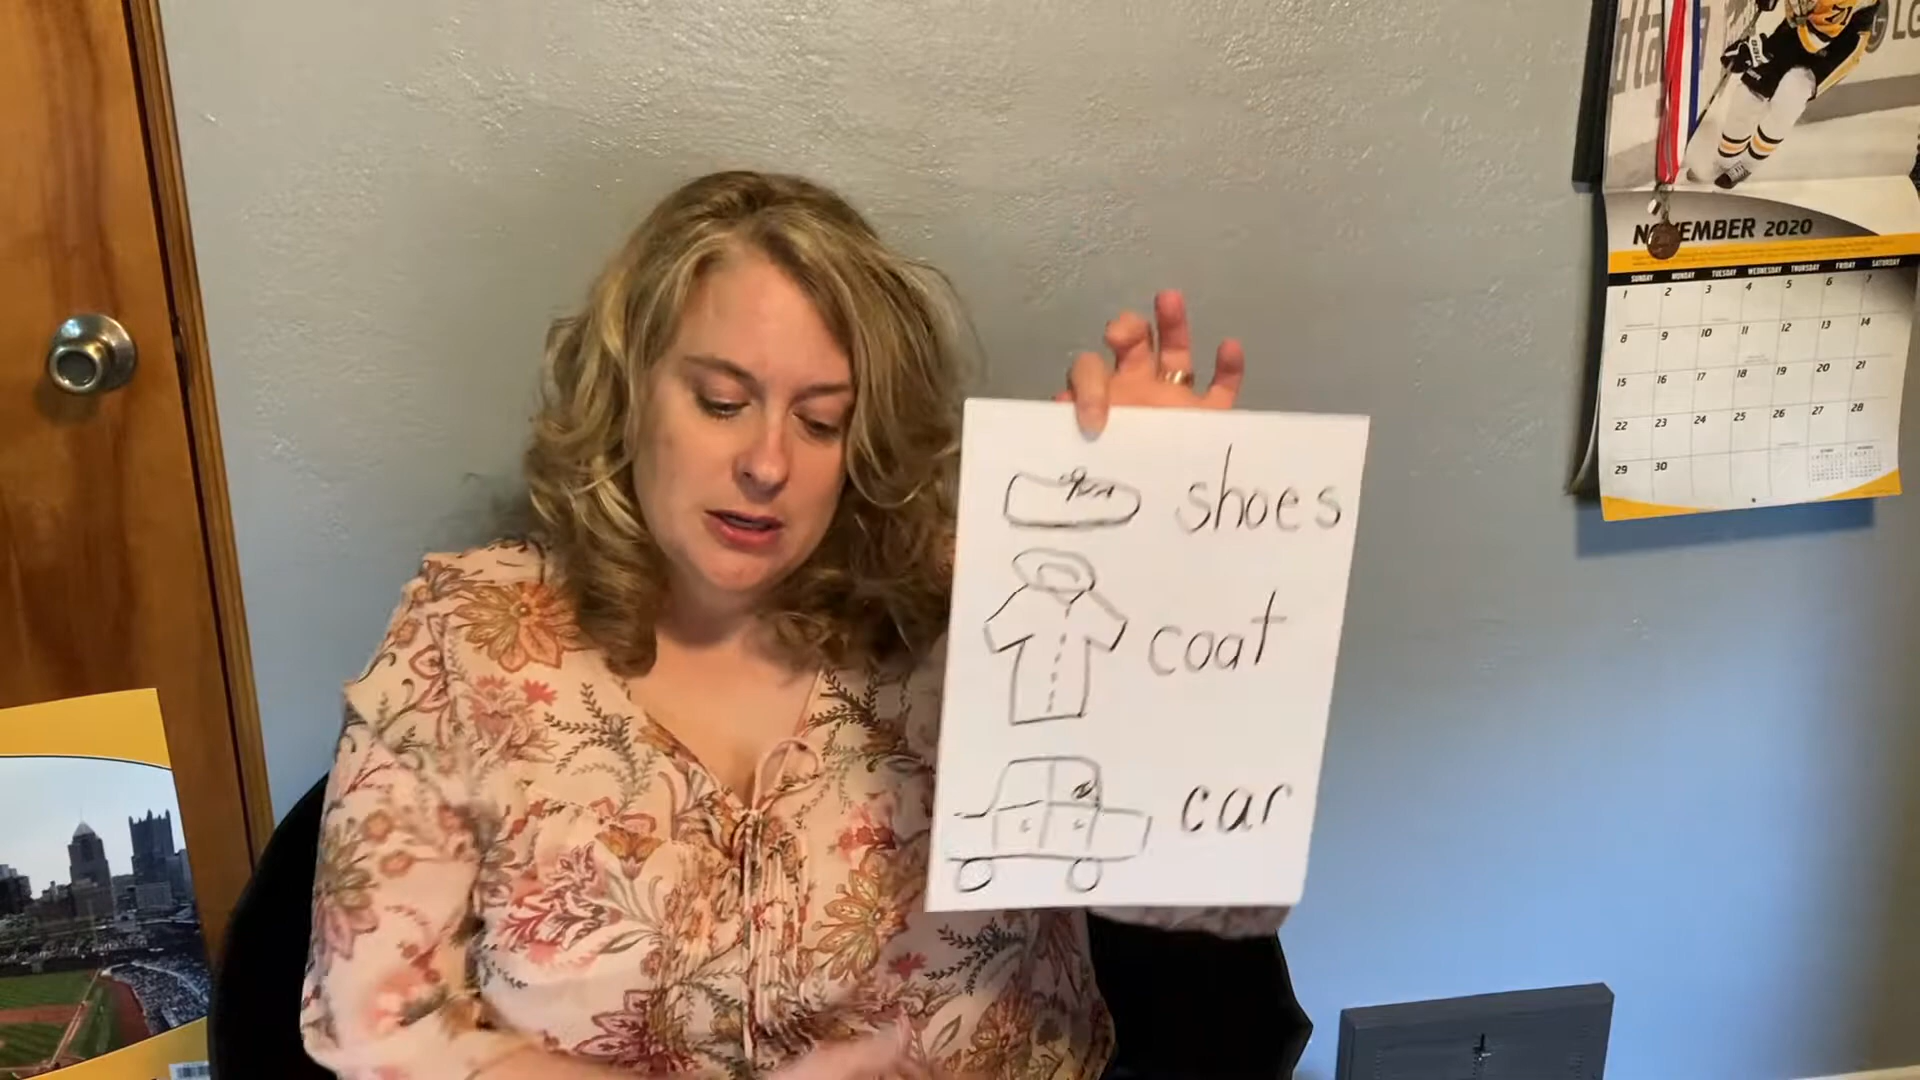 shoes
coat
car
NOVEMBER 2020
SUNDAY MONDAY TUESDAY WEDNESDAY THURSDAY FRIDAY SATURDAY
1 2 3 4 5 6 7
8 9 10 11 12 13 14
15 16 17 18 19 20 21
22 23 24 25 26 27 28
29 30